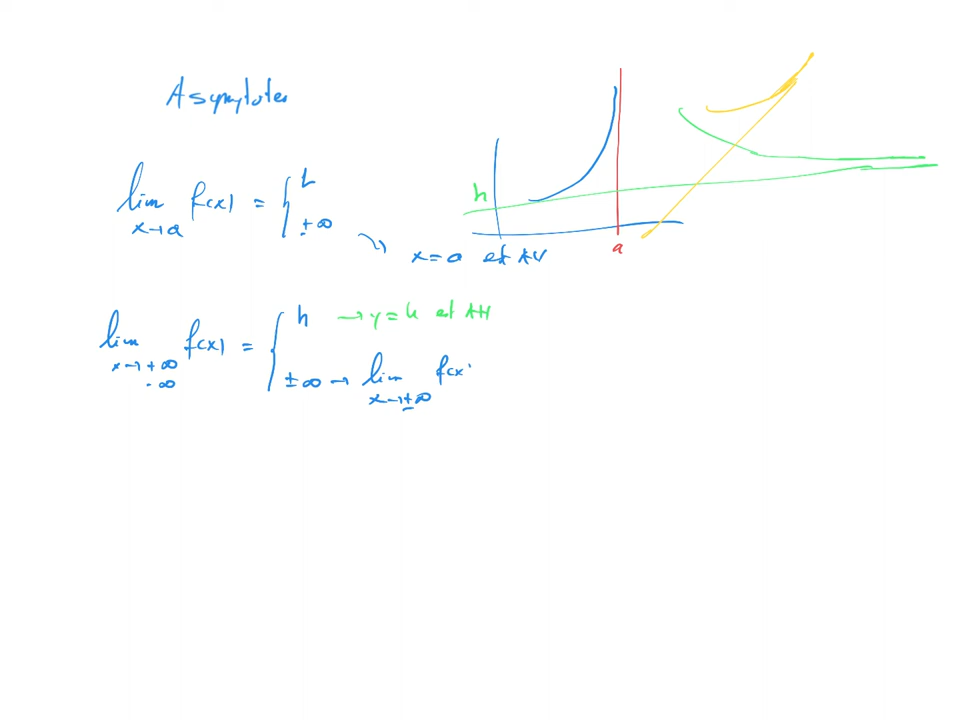 Asymptotes
lim f(x) = { L
x→a ±∞
→ x = a est AV
h
a
lim f(x) = { h → y = h est AH
x→+∞
-∞
±∞ → lim f(x)
x→±∞